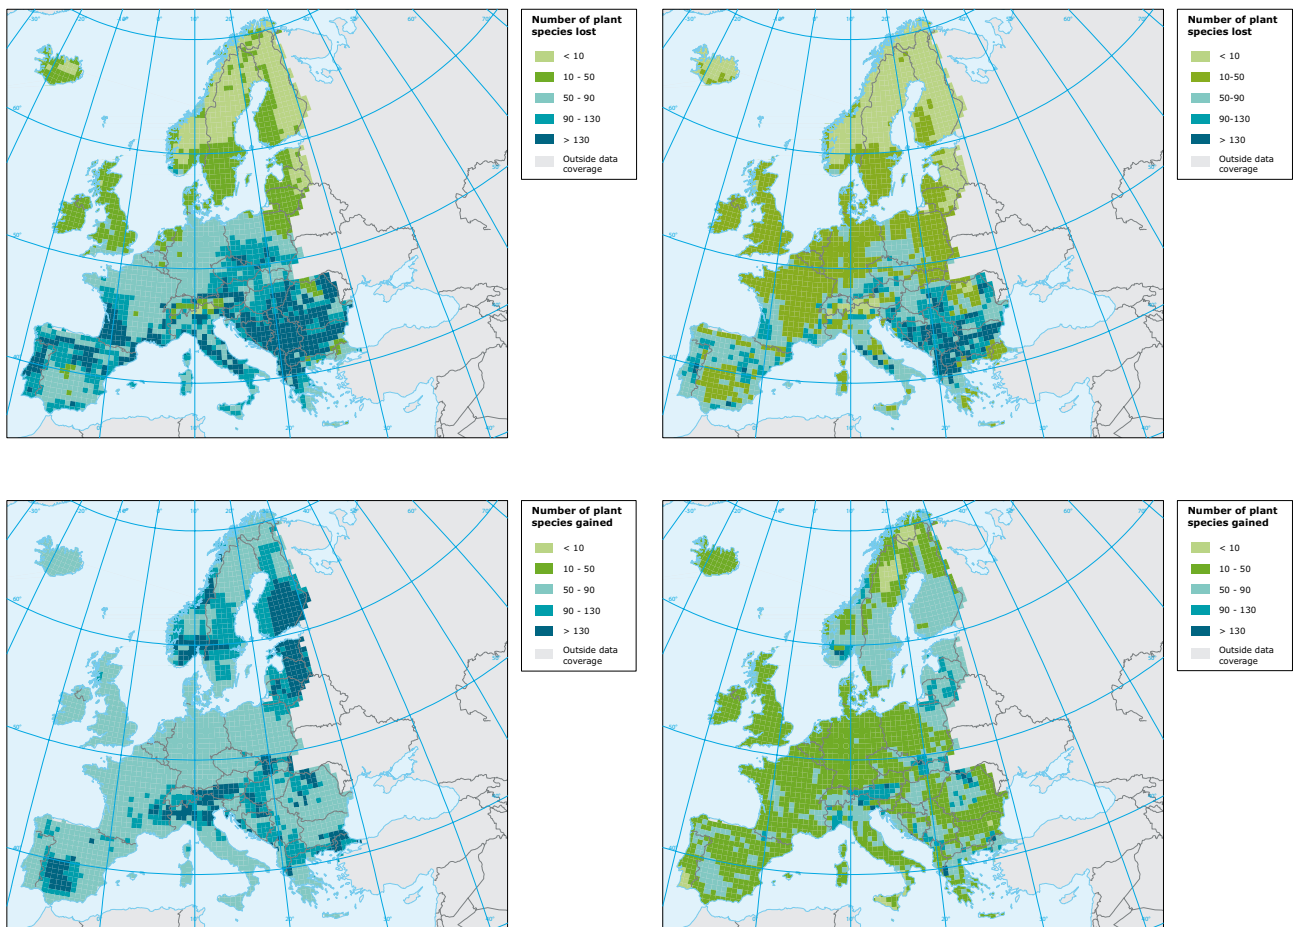 Number of plant
species lost
< 10
10 - 50
50 - 90
90 - 130
> 130
Outside data
coverage
Number of plant
species lost
< 10
10-50
50-90
90-130
> 130
Outside data
coverage
Number of plant
species gained
< 10
10 - 50
50 - 90
90 - 130
> 130
Outside data
coverage
Number of plant
species gained
< 10
10 - 50
50 - 90
90 - 130
> 130
Outside data
coverage